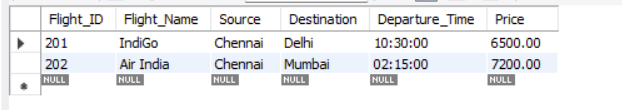 Flight_ID Flight_Name Source Destination Departure_Time Price
201 IndiGo Chennai Delhi 10:30:00 6500.00
202 Air India Chennai Mumbai 02:15:00 7200.00
NULL NULL NULL NULL NULL NULL